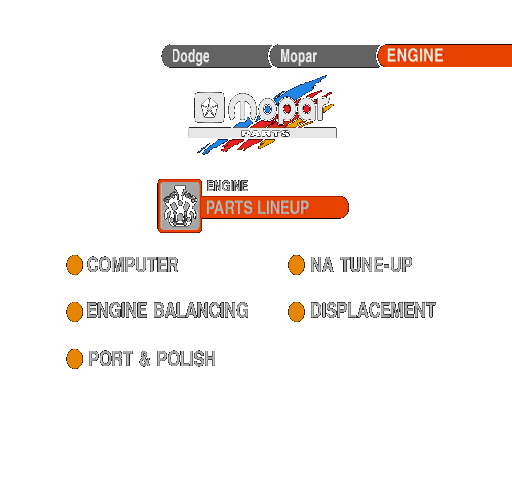 Dodge
Mopar
ENGINE
mopar
PARTS
ENGINE
PARTS LINEUP
COMPUTER
NA TUNE-UP
ENGINE BALANCING
DISPLACEMENT
PORT & POLISH